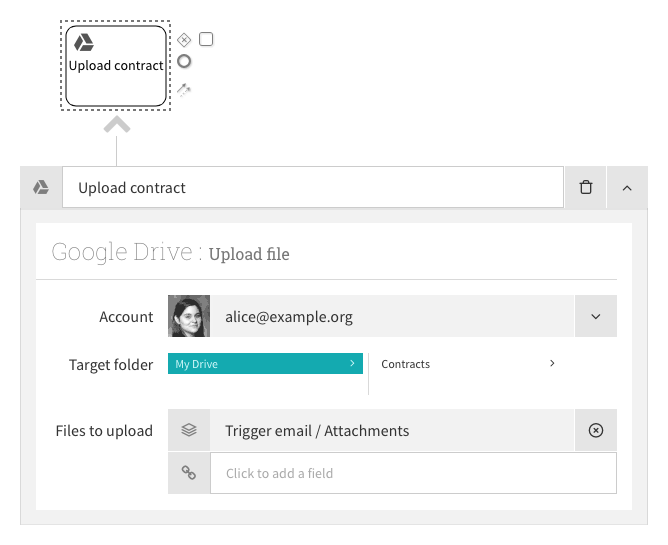 Upload contract
Upload contract
Google Drive : Upload file
Account
alice@example.org
Target folder
My Drive
Contracts
Files to upload
Trigger email / Attachments
Click to add a field